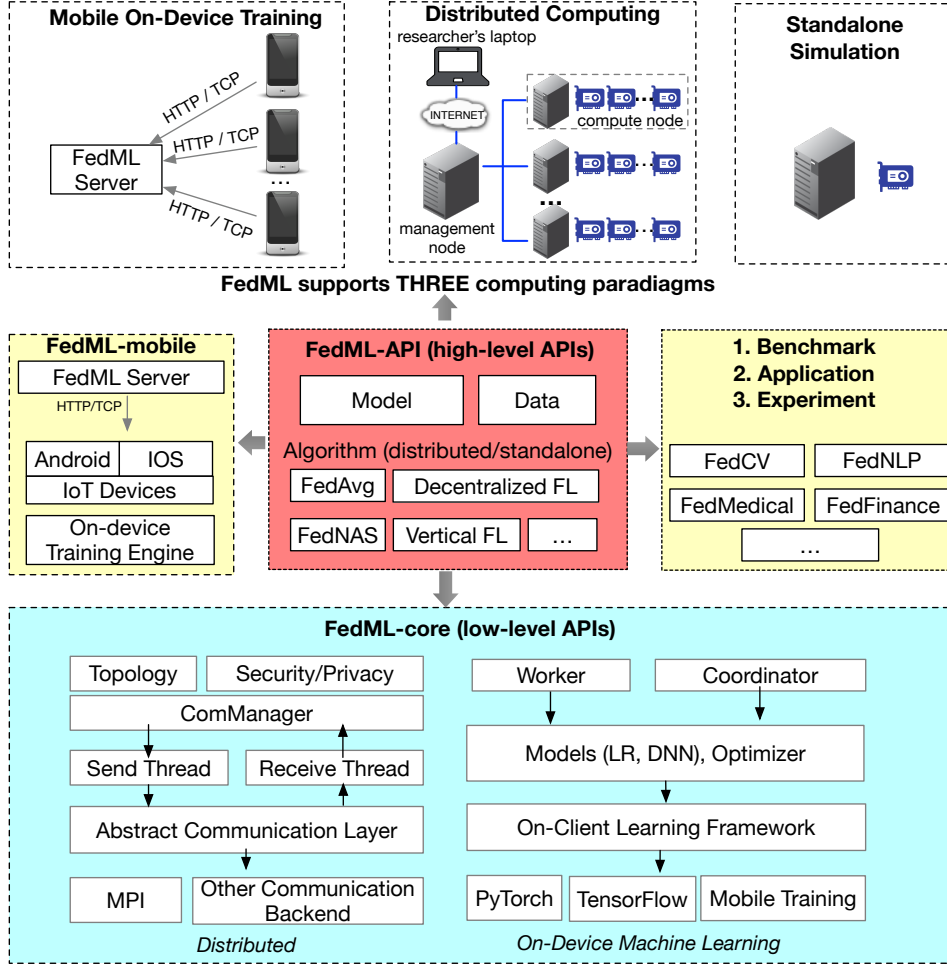 Mobile On-Device Training
HTTP / TCP
HTTP / TCP
HTTP / TCP
FedML
Server
...
Distributed Computing
researcher's laptop
INTERNET
compute node
management
node
...
...
...
...
Standalone
Simulation
FedML supports THREE computing paradiagms
FedML-mobile
FedML Server
HTTP/TCP
Android
IOS
IoT Devices
On-device
Training Engine
FedML-API (high-level APIs)
Model
Data
Algorithm (distributed/standalone)
FedAvg
Decentralized FL
FedNAS
Vertical FL
...
1. Benchmark
2. Application
3. Experiment
FedCV
FedNLP
FedMedical
FedFinance
...
FedML-core (low-level APIs)
Topology
Security/Privacy
ComManager
Send Thread
Receive Thread
Abstract Communication Layer
MPI
Other Communication
Backend
Distributed
Worker
Coordinator
Models (LR, DNN), Optimizer
On-Client Learning Framework
PyTorch
TensorFlow
Mobile Training
On-Device Machine Learning